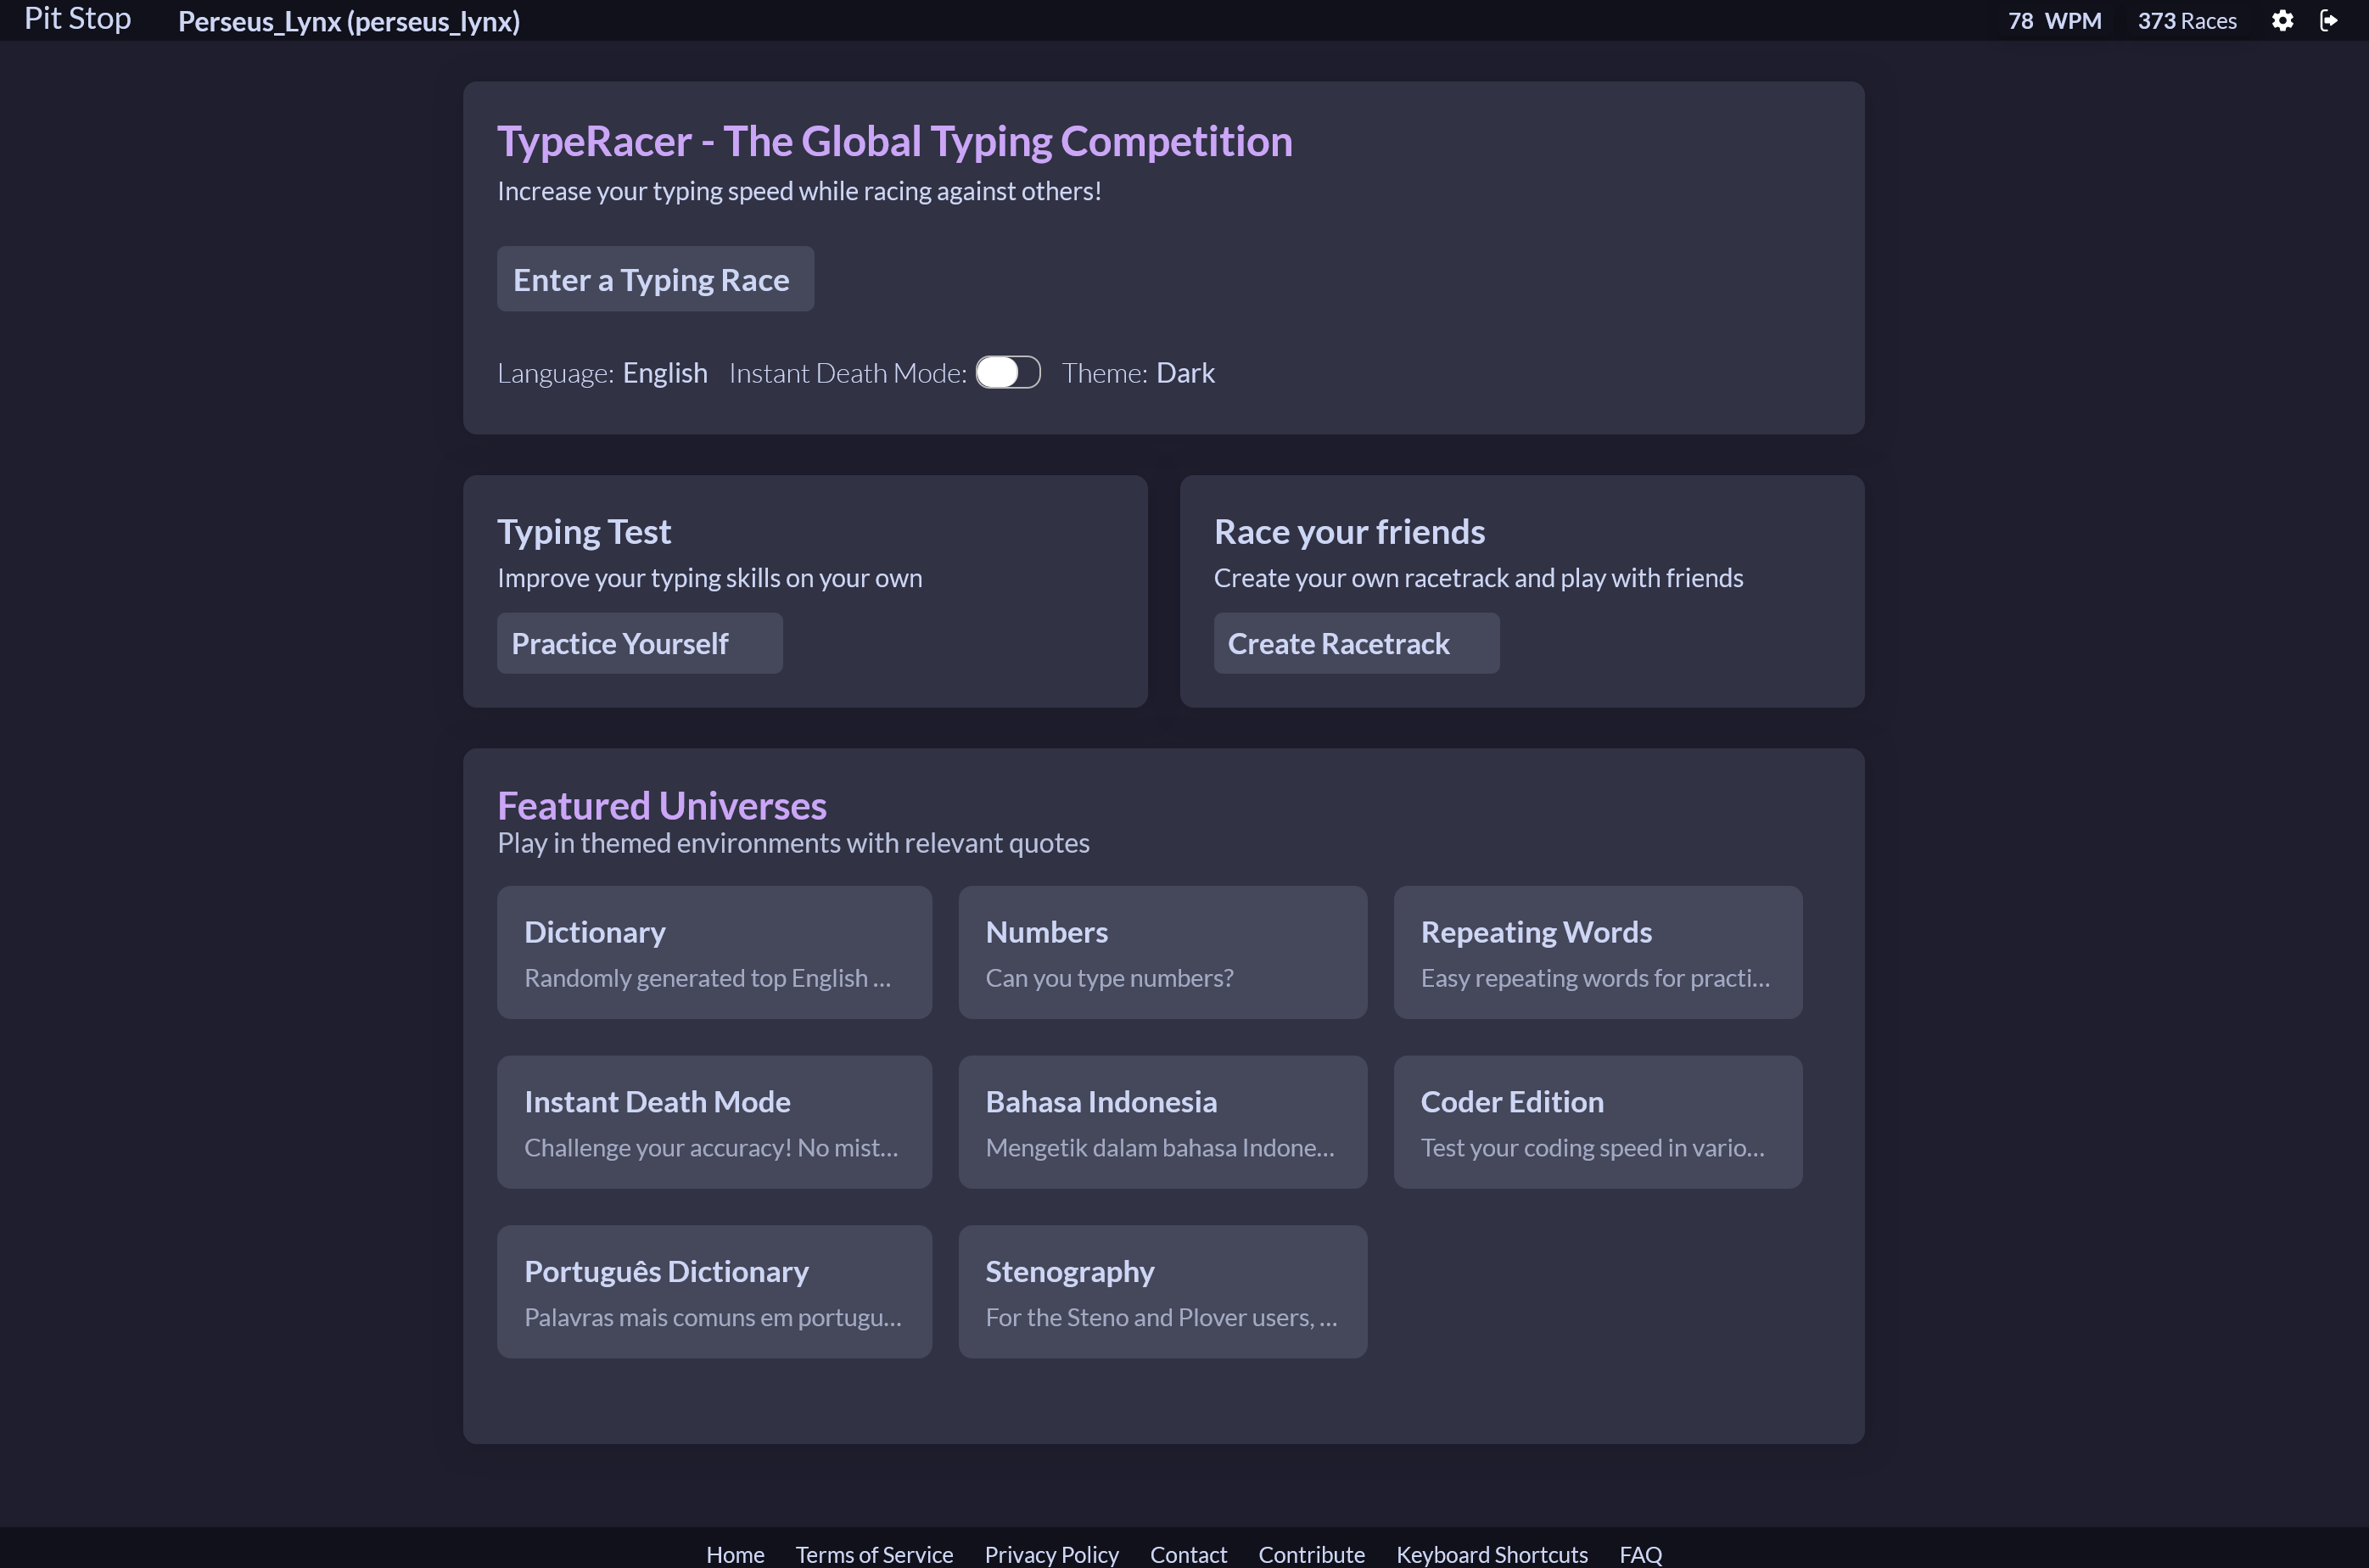 Pit Stop
Perseus_Lynx (perseus_lynx)
78 WPM
373 Races
TypeRacer - The Global Typing Competition
Increase your typing speed while racing against others!
Enter a Typing Race
Language: English Instant Death Mode: Theme: Dark
Typing Test
Improve your typing skills on your own
Practice Yourself
Race your friends
Create your own racetrack and play with friends
Create Racetrack
Featured Universes
Play in themed environments with relevant quotes
Dictionary
Randomly generated top English ...
Numbers
Can you type numbers?
Repeating Words
Easy repeating words for practi...
Instant Death Mode
Challenge your accuracy! No mist...
Bahasa Indonesia
Mengetik dalam bahasa Indone...
Coder Edition
Test your coding speed in vario...
Português Dictionary
Palavras mais comuns em portugu...
Stenography
For the Steno and Plover users, ...
Home Terms of Service Privacy Policy Contact Contribute Keyboard Shortcuts FAQ